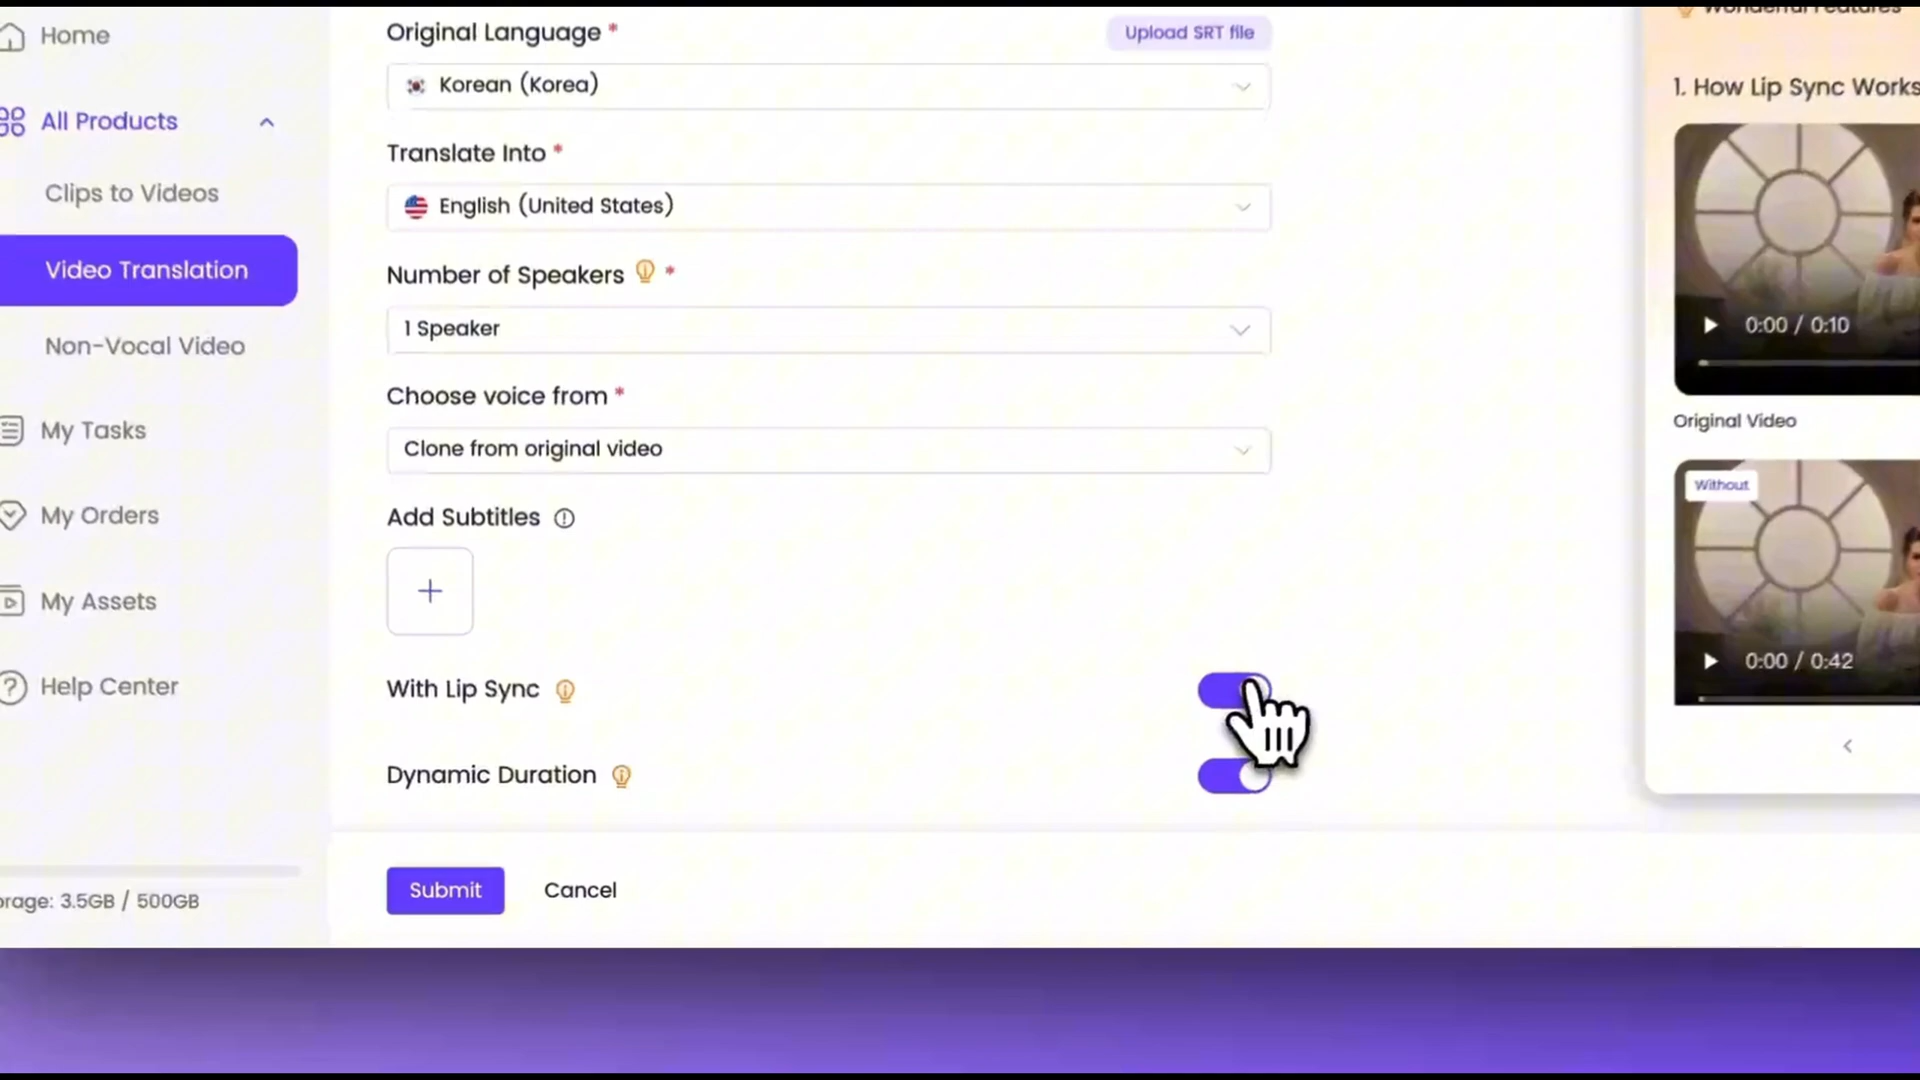 Home
All Products
Clips to Videos
Video Translation
Non-Vocal Video
My Tasks
My Orders
My Assets
Help Center
orage: 3.5GB / 500GB
Original Language *
Upload SRT file
Korean (Korea)
Translate Into *
English (United States)
Number of Speakers *
1 Speaker
Choose voice from *
Clone from original video
Add Subtitles
With Lip Sync
Dynamic Duration
Submit
Cancel
Wonderful Features
1. How Lip Sync Works
0:00 / 0:10
Original Video
Without
0:00 / 0:42